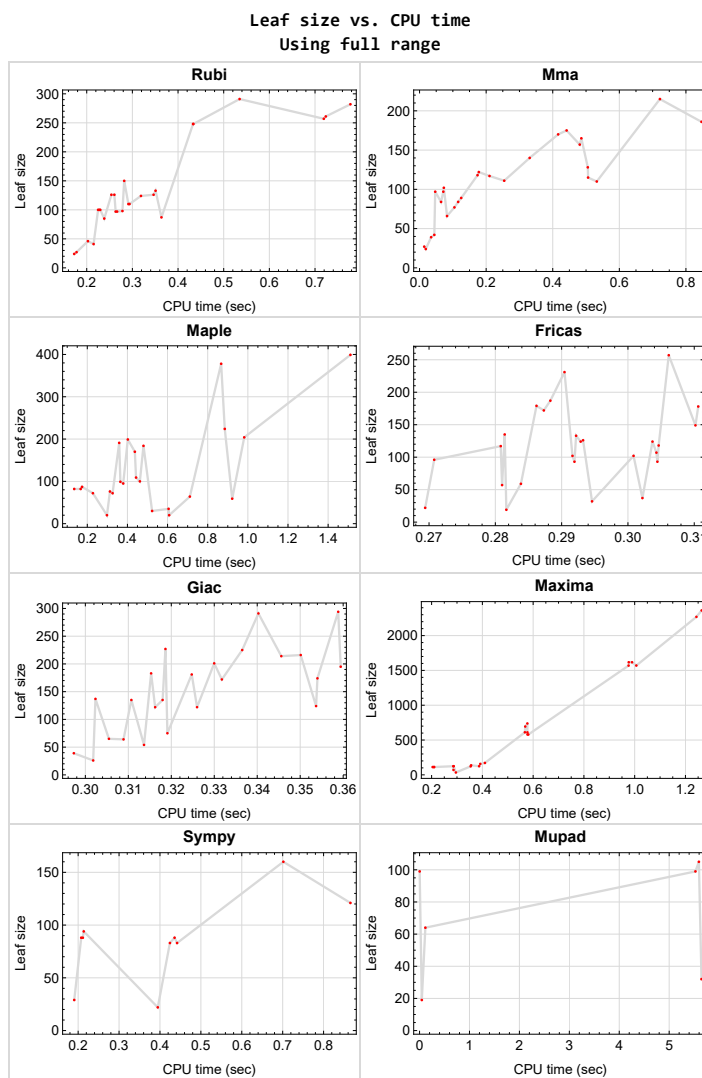 Leaf size vs. CPU time
Using full range
Rubi
Leaf size
300
250
200
150
100
50
0
0.2 0.3 0.4 0.5 0.6 0.7
CPU time (sec)
Mma
Leaf size
200
150
100
50
0
0.0 0.2 0.4 0.6 0.8
CPU time (sec)
Maple
Leaf size
400
300
200
100
0
0.2 0.4 0.6 0.8 1.0 1.2 1.4
CPU time (sec)
Fricas
Leaf size
250
200
150
100
50
0
0.27 0.28 0.29 0.30 0.31
CPU time (sec)
Giac
Leaf size
300
250
200
150
100
50
0
0.30 0.31 0.32 0.33 0.34 0.35 0.36
CPU time (sec)
Maxima
Leaf size
2000
1500
1000
500
0
0.2 0.4 0.6 0.8 1.0 1.2
CPU time (sec)
Sympy
Leaf size
150
100
50
0
0.2 0.3 0.4 0.5 0.6 0.7 0.8
CPU time (sec)
Mupad
Leaf size
100
80
60
40
20
0
0 1 2 3 4 5
CPU time (sec)